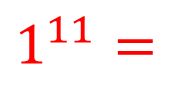 1¹¹ =